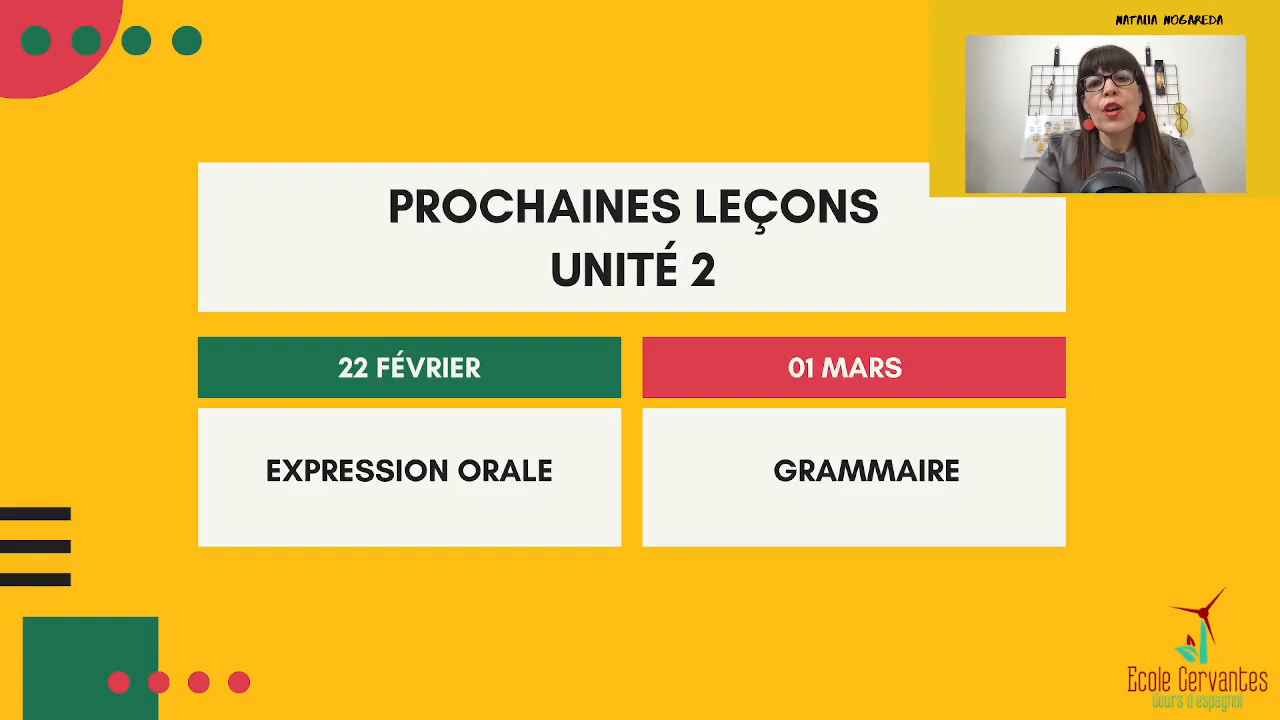 NATALIA NOGAREDA
PROCHAINES LEÇONS
UNITÉ 2
22 FÉVRIER
01 MARS
EXPRESSION ORALE
GRAMMAIRE
Ecole Cervantes
Cours d'espagnol